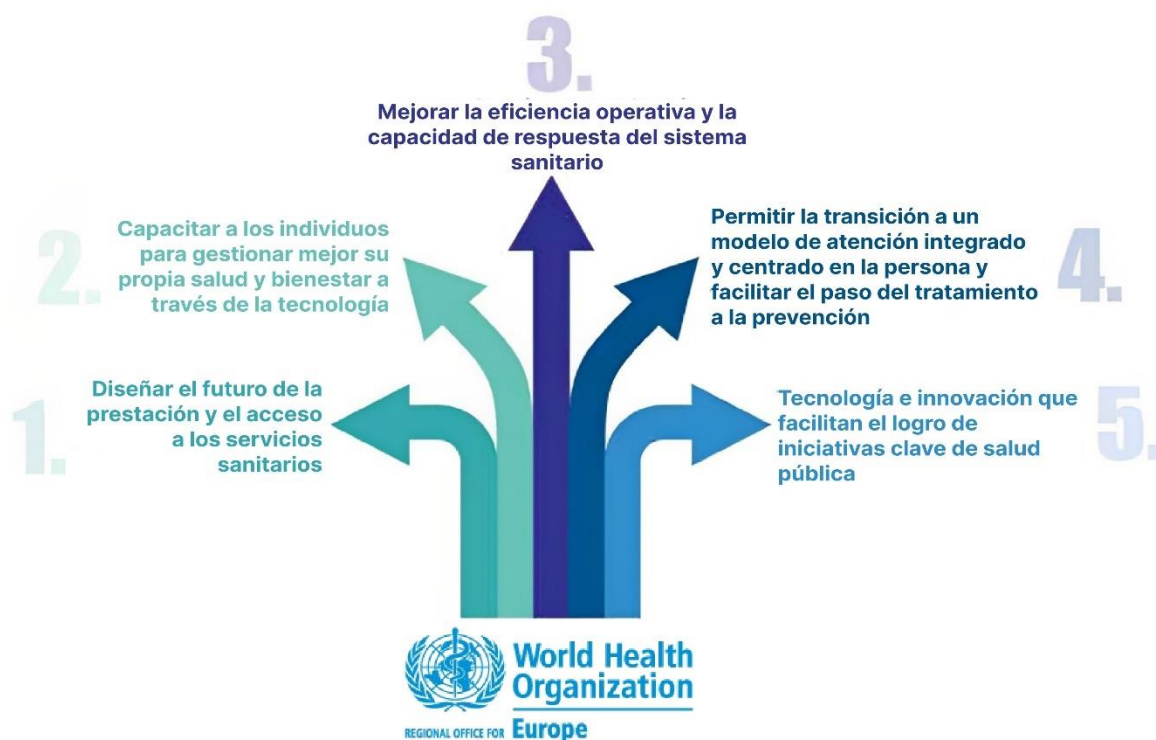 3.
Mejorar la eficiencia operativa y la
capacidad de respuesta del sistema
sanitario
2.
Capacitar a los individuos
para gestionar mejor su
propia salud y bienestar a
través de la tecnología
Permitir la transición a un
modelo de atención integrado
y centrado en la persona y
facilitar el paso del tratamiento
a la prevención
4.
1.
Diseñar el futuro de la
prestación y el acceso
a los servicios
sanitarios
Tecnología e innovación que
facilitan el logro de
iniciativas clave de salud
pública
5.
World Health
Organization
REGIONAL OFFICE FOR Europe